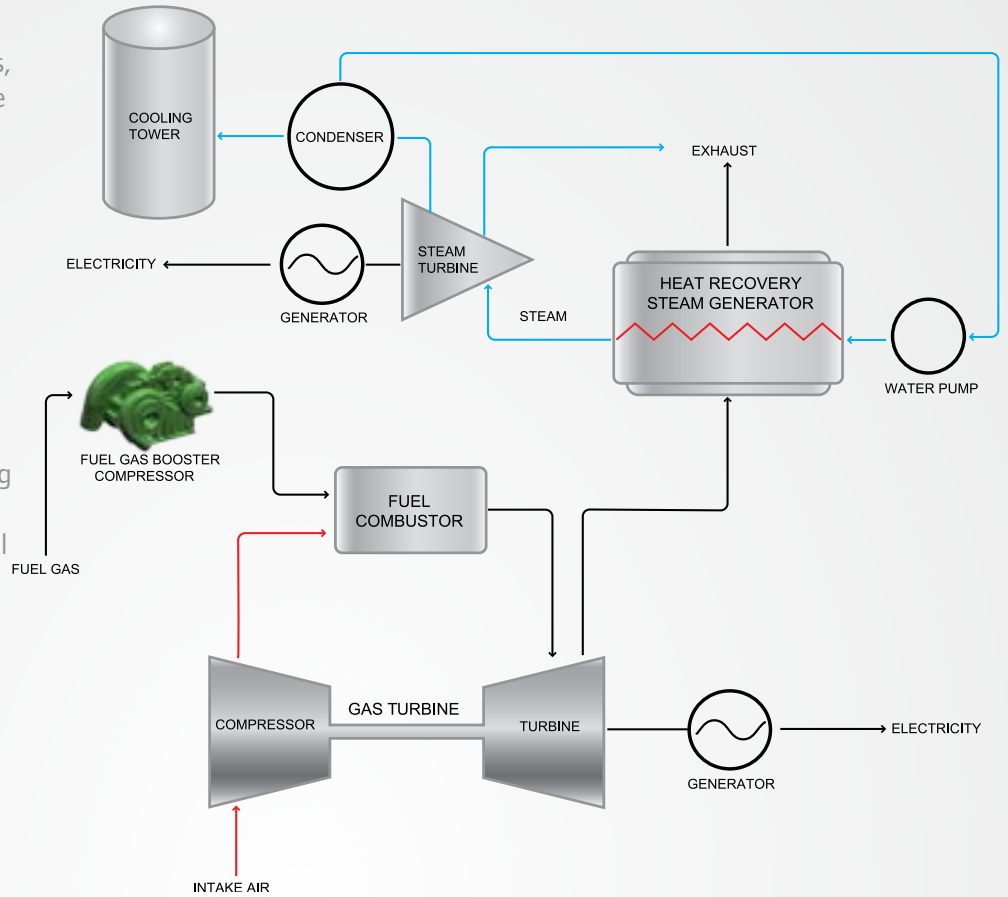 s,
e
COOLING
TOWER
CONDENSER
EXHAUST
ELECTRICITY
STEAM
TURBINE
HEAT RECOVERY
STEAM GENERATOR
GENERATOR
STEAM
WATER PUMP
FUEL GAS BOOSTER
COMPRESSOR
g
FUEL
COMBUSTOR
l
FUEL GAS
COMPRESSOR
GAS TURBINE
TURBINE
ELECTRICITY
GENERATOR
INTAKE AIR